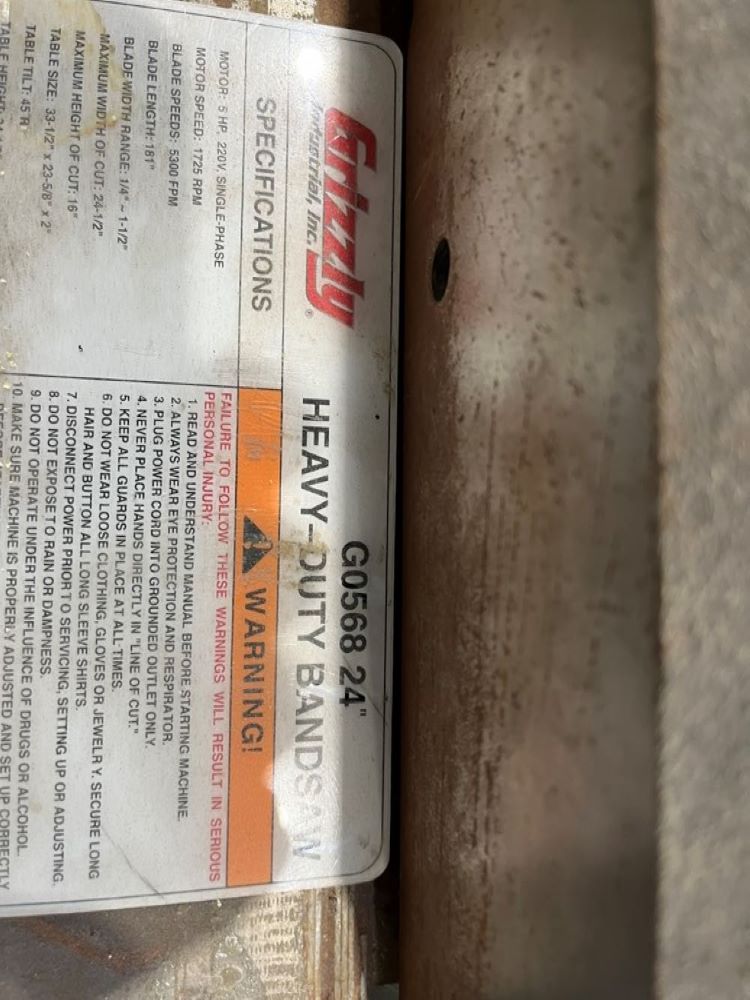 Grizzly ®
Industrial, Inc.
G0568 24"
HEAVY-DUTY BANDSAW
SPECIFICATIONS
MOTOR: 5 HP, 220V, SINGLE-PHASE
MOTOR SPEED: 1725 RPM
BLADE SPEEDS: 5300 FPM
BLADE LENGTH: 181"
BLADE WIDTH RANGE: 1/4" ~ 1-1/2"
MAXIMUM WIDTH OF CUT: 24-1/2"
MAXIMUM HEIGHT OF CUT: 16"
TABLE SIZE: 33-1/2" x 23-5/8" x 2"
TABLE TILT: 45°R
TABLE HEIGHT:
WARNING!
FAILURE TO FOLLOW THESE WARNINGS WILL RESULT IN SERIOUS
PERSONAL INJURY:
1. READ AND UNDERSTAND MANUAL BEFORE STARTING MACHINE.
2. ALWAYS WEAR EYE PROTECTION AND RESPIRATOR.
3. PLUG POWER CORD INTO GROUNDED OUTLET ONLY.
4. NEVER PLACE HANDS DIRECTLY IN "LINE OF CUT."
5. KEEP ALL GUARDS IN PLACE AT ALL TIMES.
6. DO NOT WEAR LOOSE CLOTHING, GLOVES OR JEWELR Y. SECURE LONG
HAIR AND BUTTON ALL LONG SLEEVE SHIRTS.
7. DISCONNECT POWER PRIOR TO SERVICING, SETTING UP OR ADJUSTING.
8. DO NOT EXPOSE TO RAIN OR DAMPNESS.
9. DO NOT OPERATE UNDER THE INFLUENCE OF DRUGS OR ALCOHOL.
10. MAKE SURE MACHINE IS PROPERLY ADJUSTED AND SET UP CORRECTLY